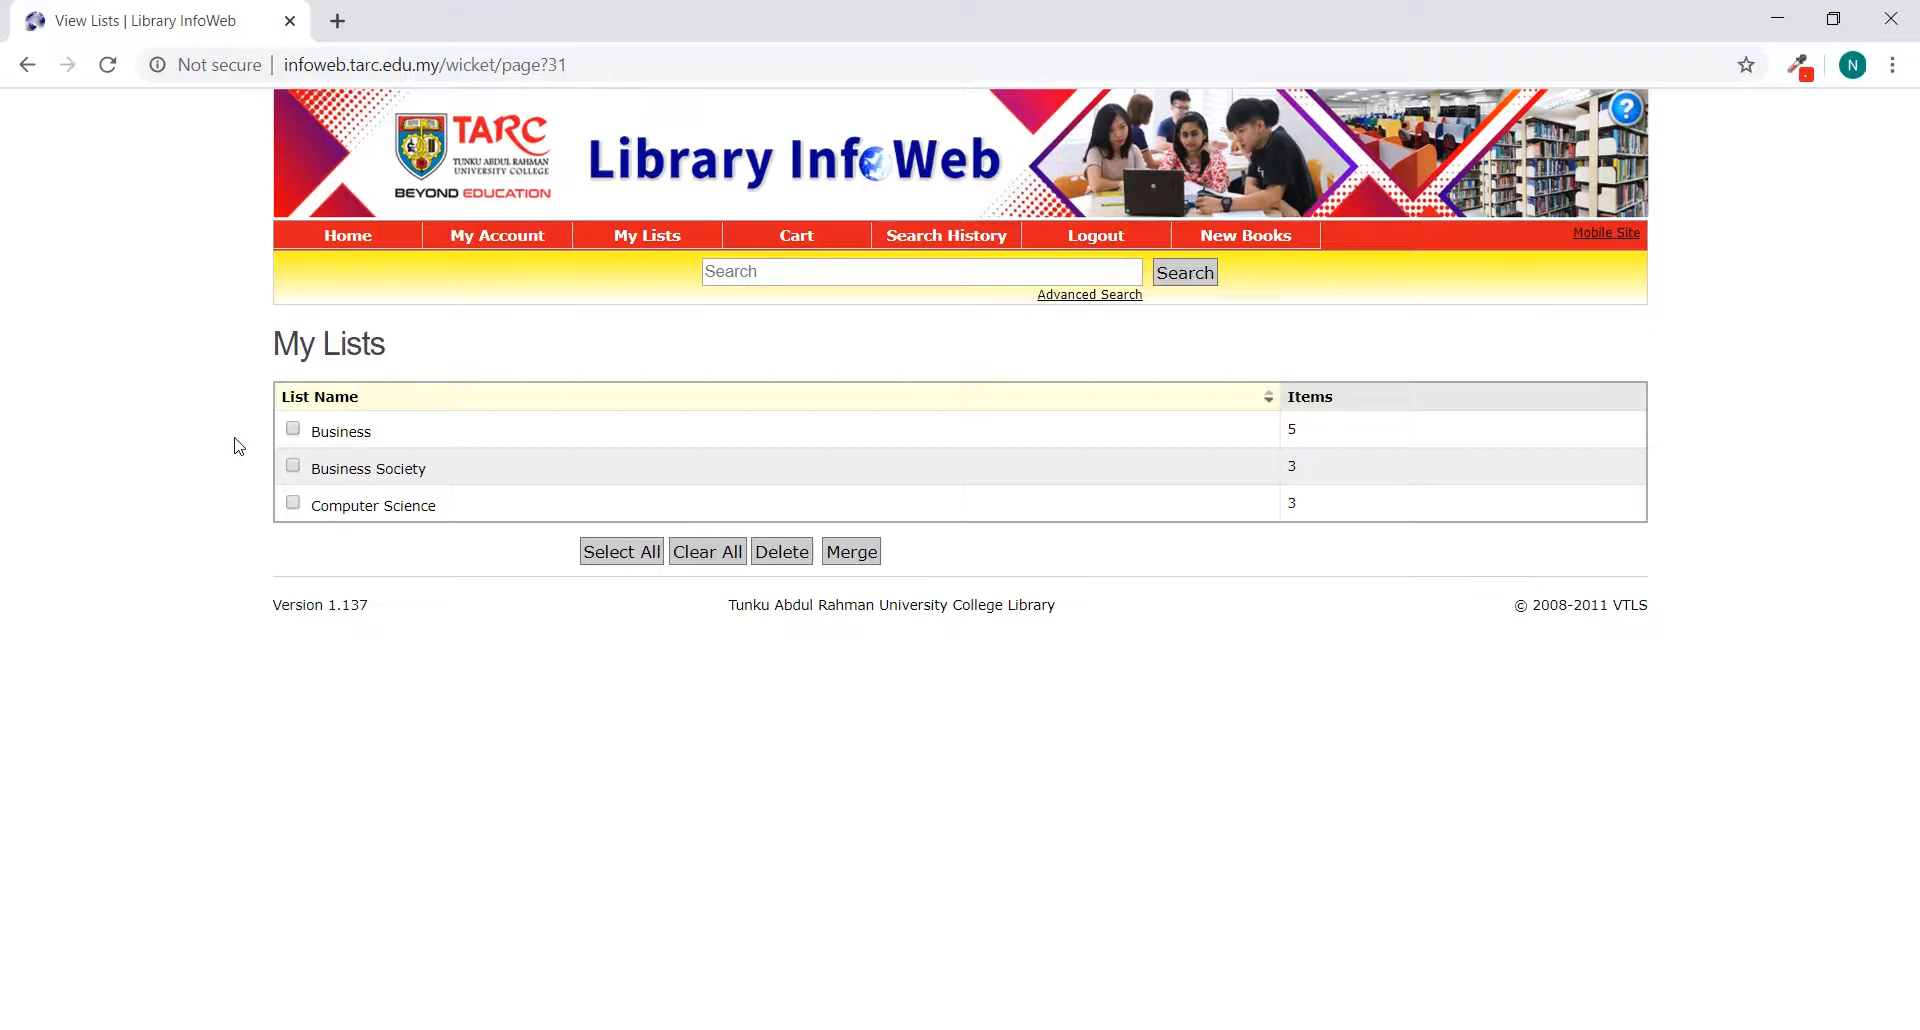 View Lists | Library InfoWeb
Not secure | infoweb.tarc.edu.my/wicket/page?31
N
TARC
TUNKU ABDUL RAHMAN
UNIVERSITY COLLEGE
BEYOND EDUCATION
Library InfoWeb
?
Home My Account My Lists Cart Search History Logout New Books Mobile Site
Search Search
Advanced Search
My Lists
List Name Items
Business 5
Business Society 3
Computer Science 3
Select All Clear All Delete Merge
Version 1.137 Tunku Abdul Rahman University College Library © 2008-2011 VTLS